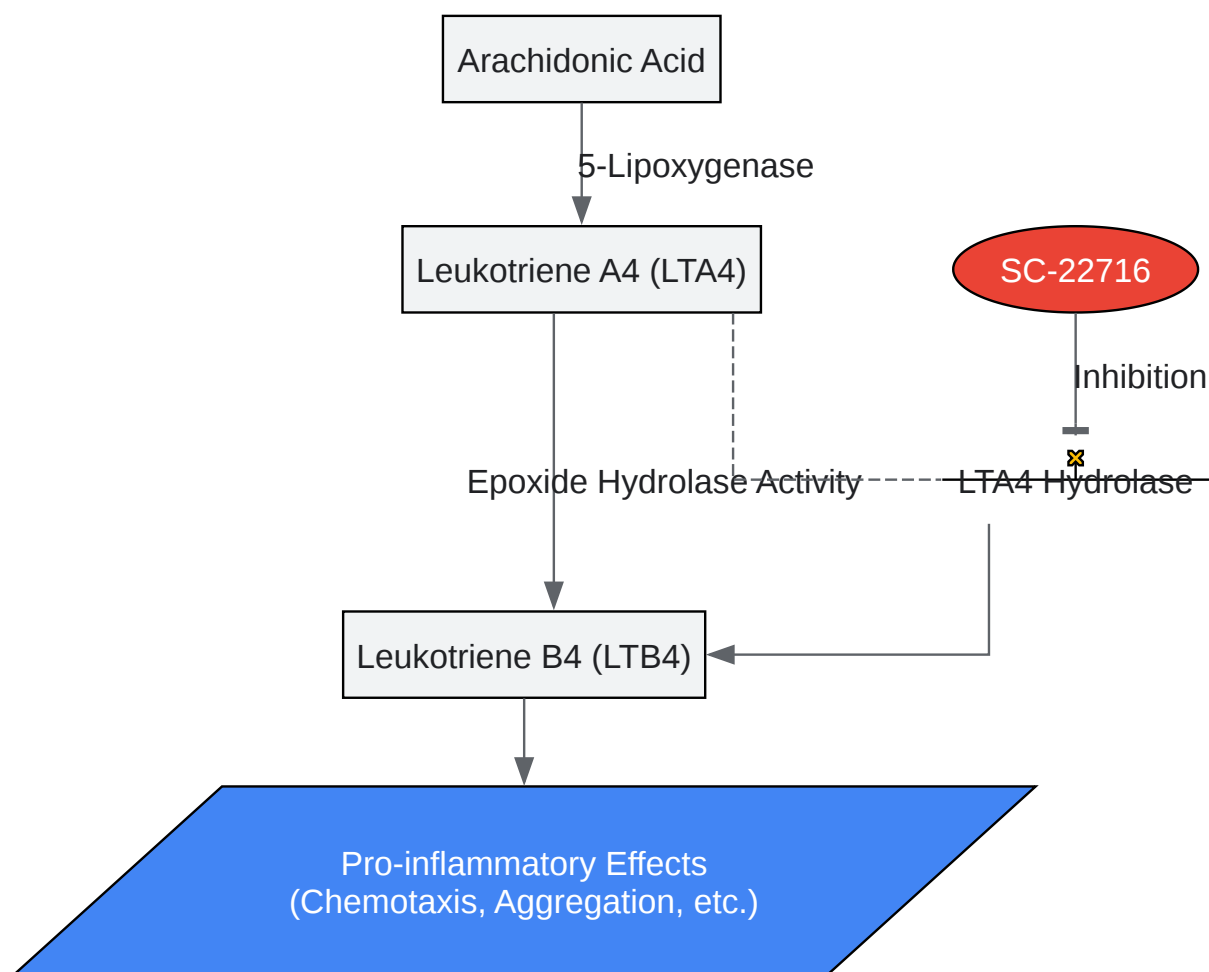 Arachidonic Acid
5-Lipoxygenase
Leukotriene A4 (LTA4)
SC-22716
Inhibition
Epoxide Hydrolase Activity
LTA4 Hydrolase
Leukotriene B4 (LTB4)
Pro-inflammatory Effects
(Chemotaxis, Aggregation, etc.)